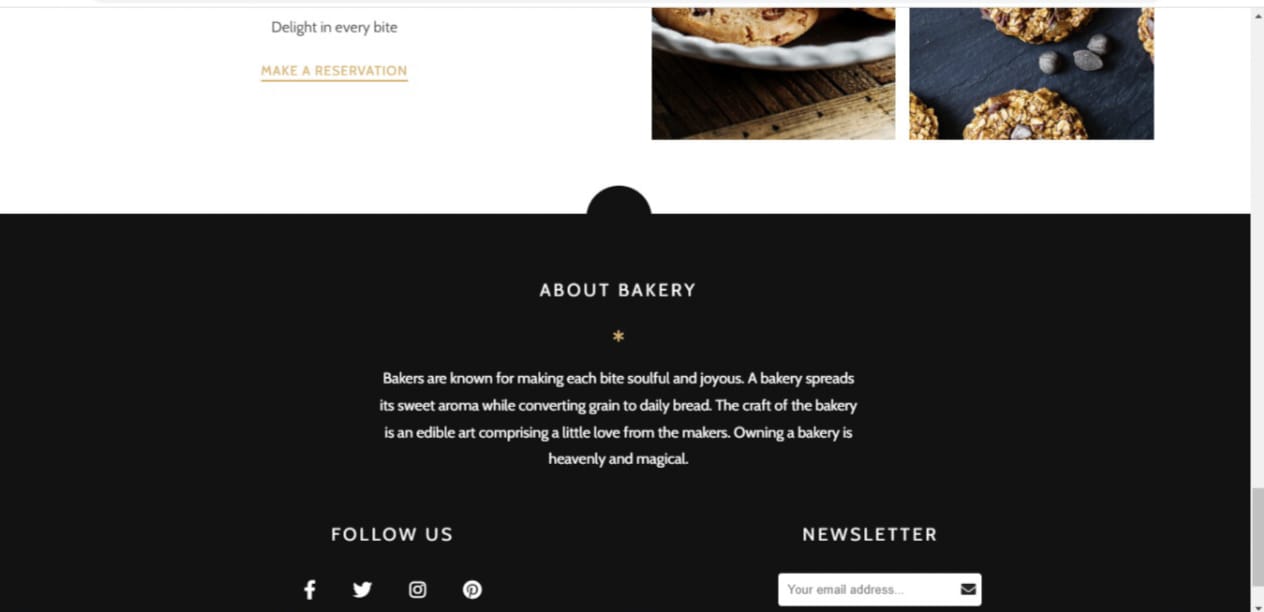 Delight in every bite
MAKE A RESERVATION
ABOUT BAKERY
*
Bakers are known for making each bite soulful and joyous. A bakery spreads
its sweet aroma while converting grain to daily bread. The craft of the bakery
is an edible art comprising a little love from the makers. Owning a bakery is
heavenly and magical.
FOLLOW US
NEWSLETTER
Your email address...